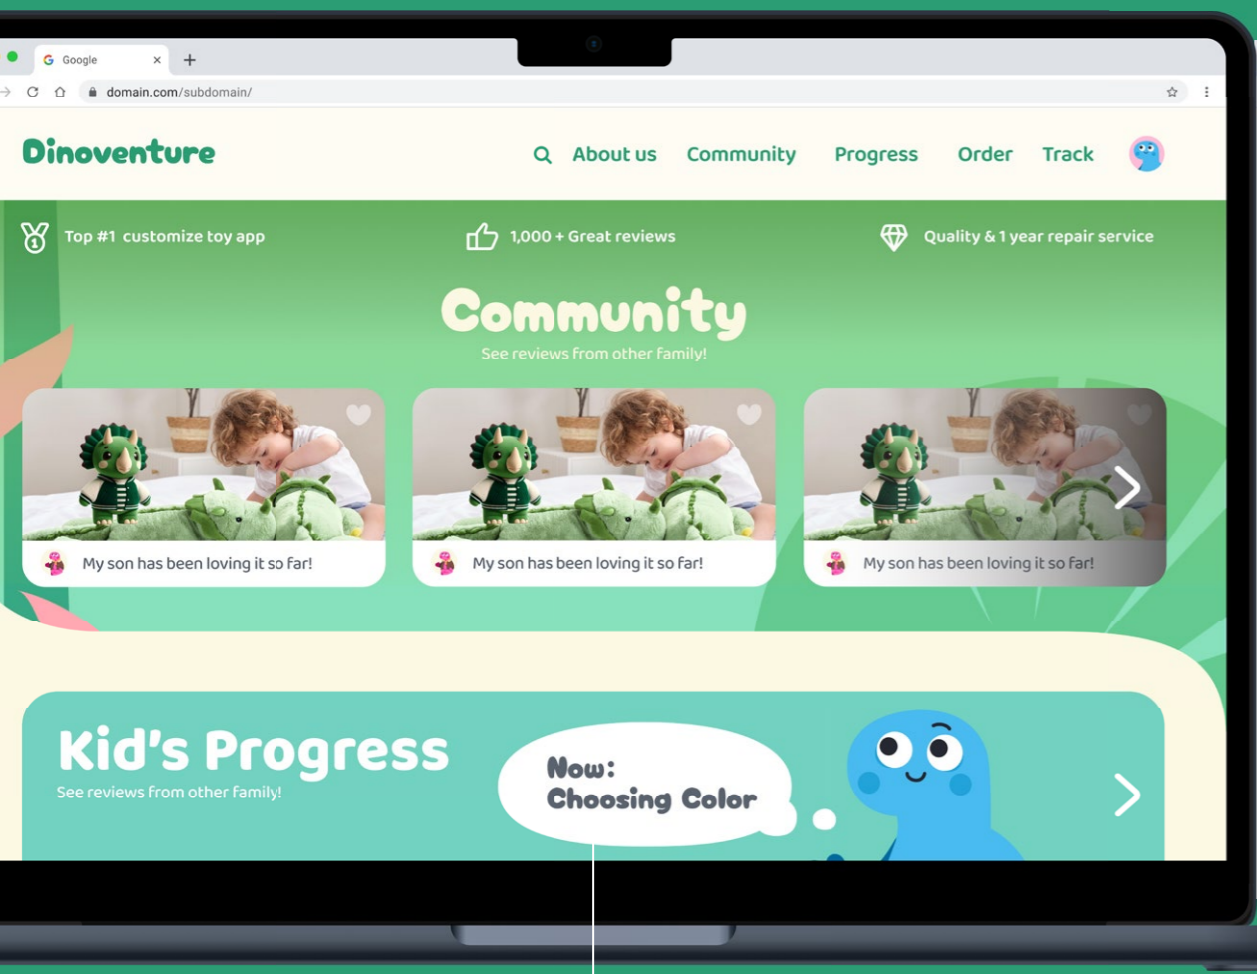 Google
domain.com/subdomain/
Dinoventure
About us Community Progress Order Track
Top #1 customize toy app
1,000 + Great reviews
Quality & 1 year repair service
Community
See reviews from other family!
My son has been loving it so far!
My son has been loving it so far!
My son has been loving it so far!
Kid's Progress
See reviews from other family!
Now:
Choosing Color